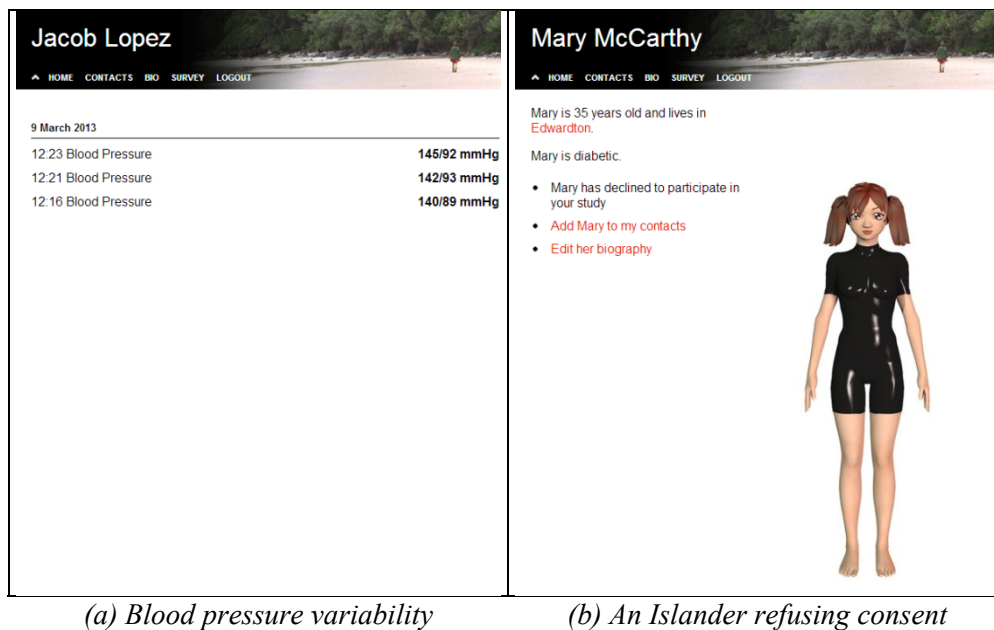 Jacob Lopez
HOME CONTACTS BIO SURVEY LOGOUT
9 March 2013
12:23 Blood Pressure 145/92 mmHg
12:21 Blood Pressure 142/93 mmHg
12:16 Blood Pressure 140/89 mmHg
(a) Blood pressure variability
Mary McCarthy
HOME CONTACTS BIO SURVEY LOGOUT
Mary is 35 years old and lives in
Edwardton.
Mary is diabetic.
• Mary has declined to participate in
your study
• Add Mary to my contacts
• Edit her biography
(b) An Islander refusing consent